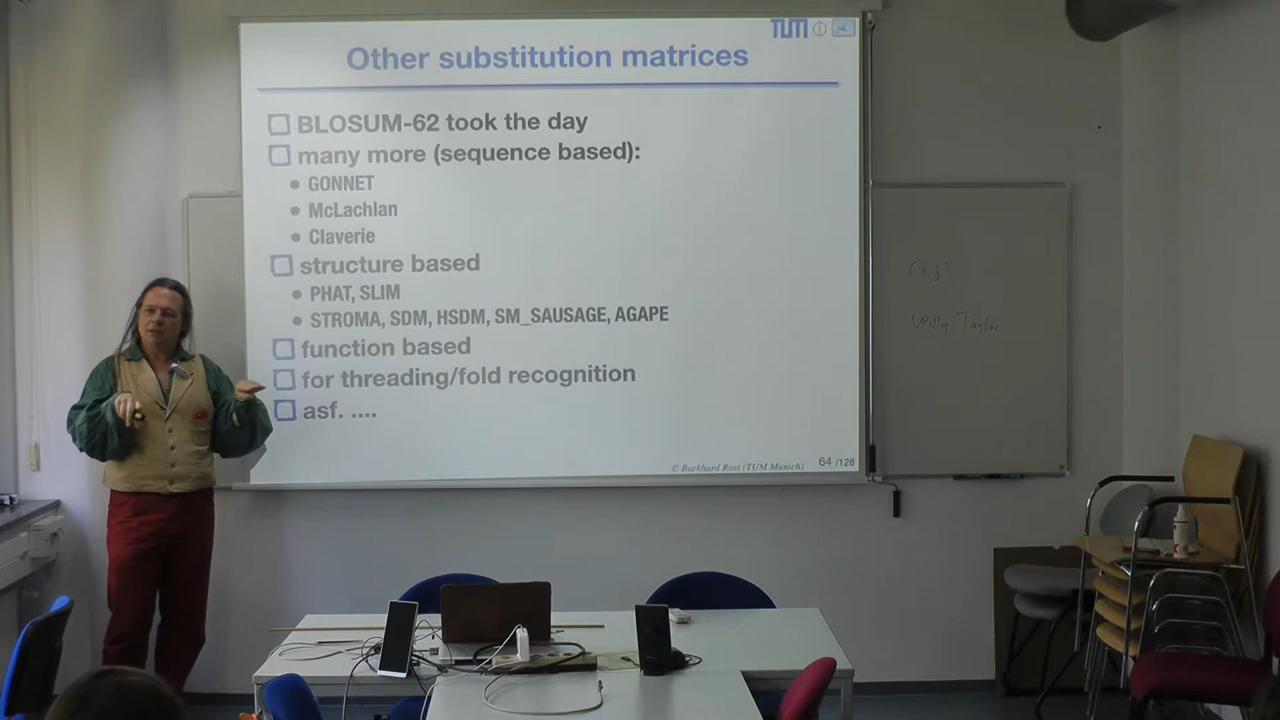 TUM
Other substitution matrices
BLOSUM-62 took the day
many more (sequence based):
GONNET
McLachlan
Claverie
structure based
PHAT, SLIM
STROMA, SDM, HSDM, SM_SAUSAGE, AGAPE
function based
for threading/fold recognition
asf. ....
© Burkhard Rost (TUM Munich)
64 /128
(i,j)
Willy Taylor